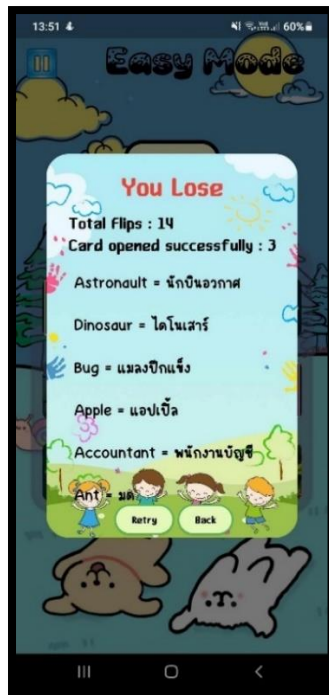 13:51
60%
Easy Mode
You Lose
Total Flips : 14
Card opened successfully : 3
Astronault = นักบินอวกาศ
Dinosaur = ไดโนเสาร์
Bug = แมลงปีกแข็ง
Apple = แอปเปิ้ล
Accountant = พนักงานบัญชี
Ant = มด
Retry
Back